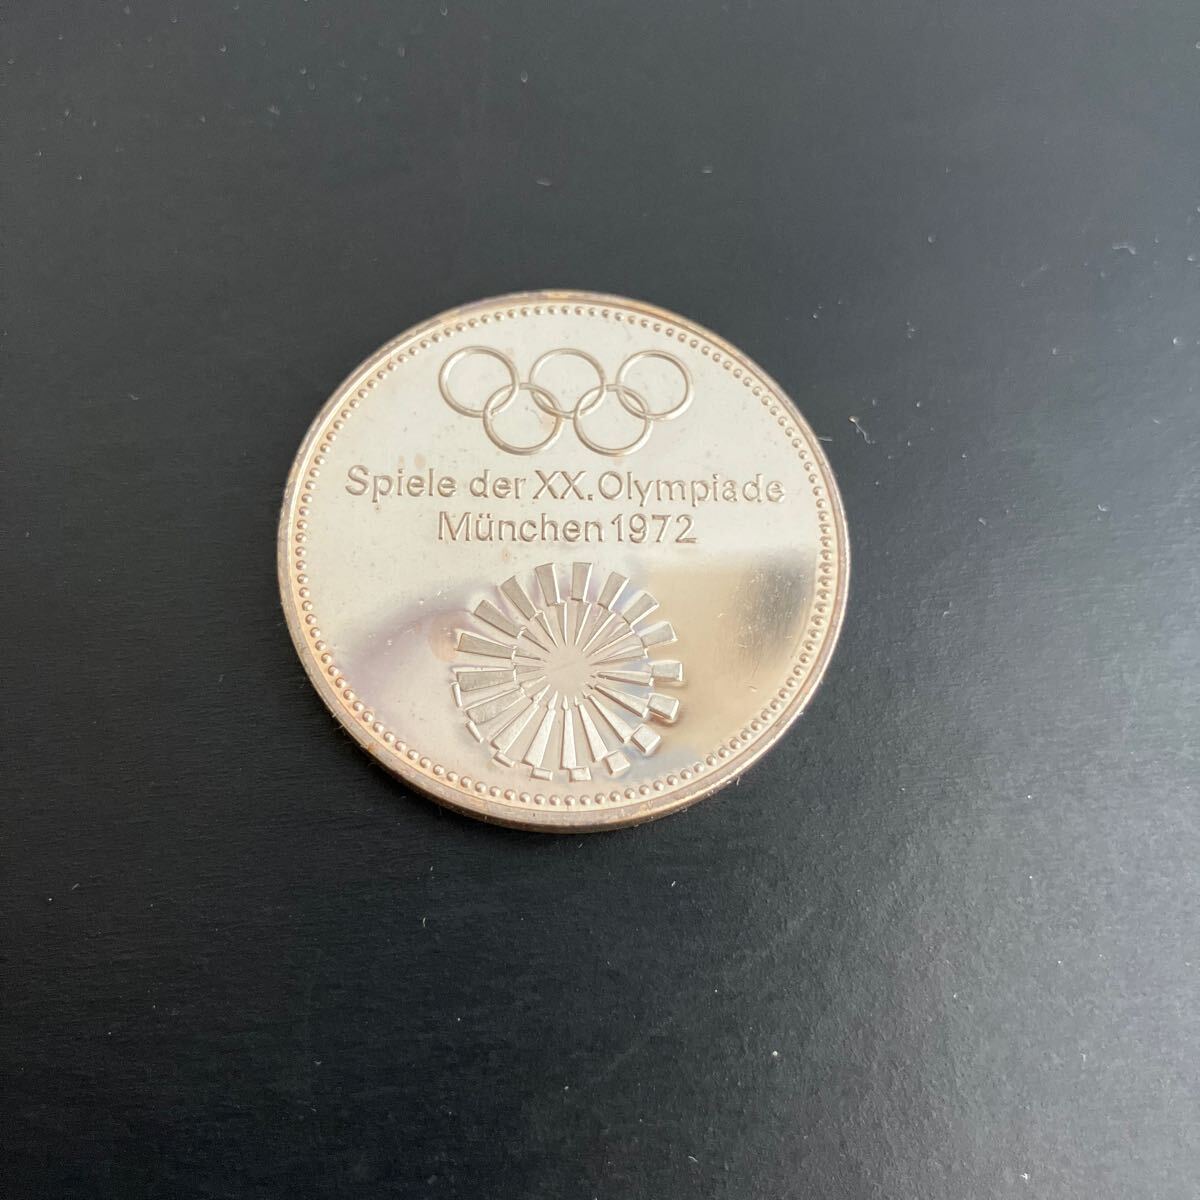 Spiele der XX. Olympiade
München 1972